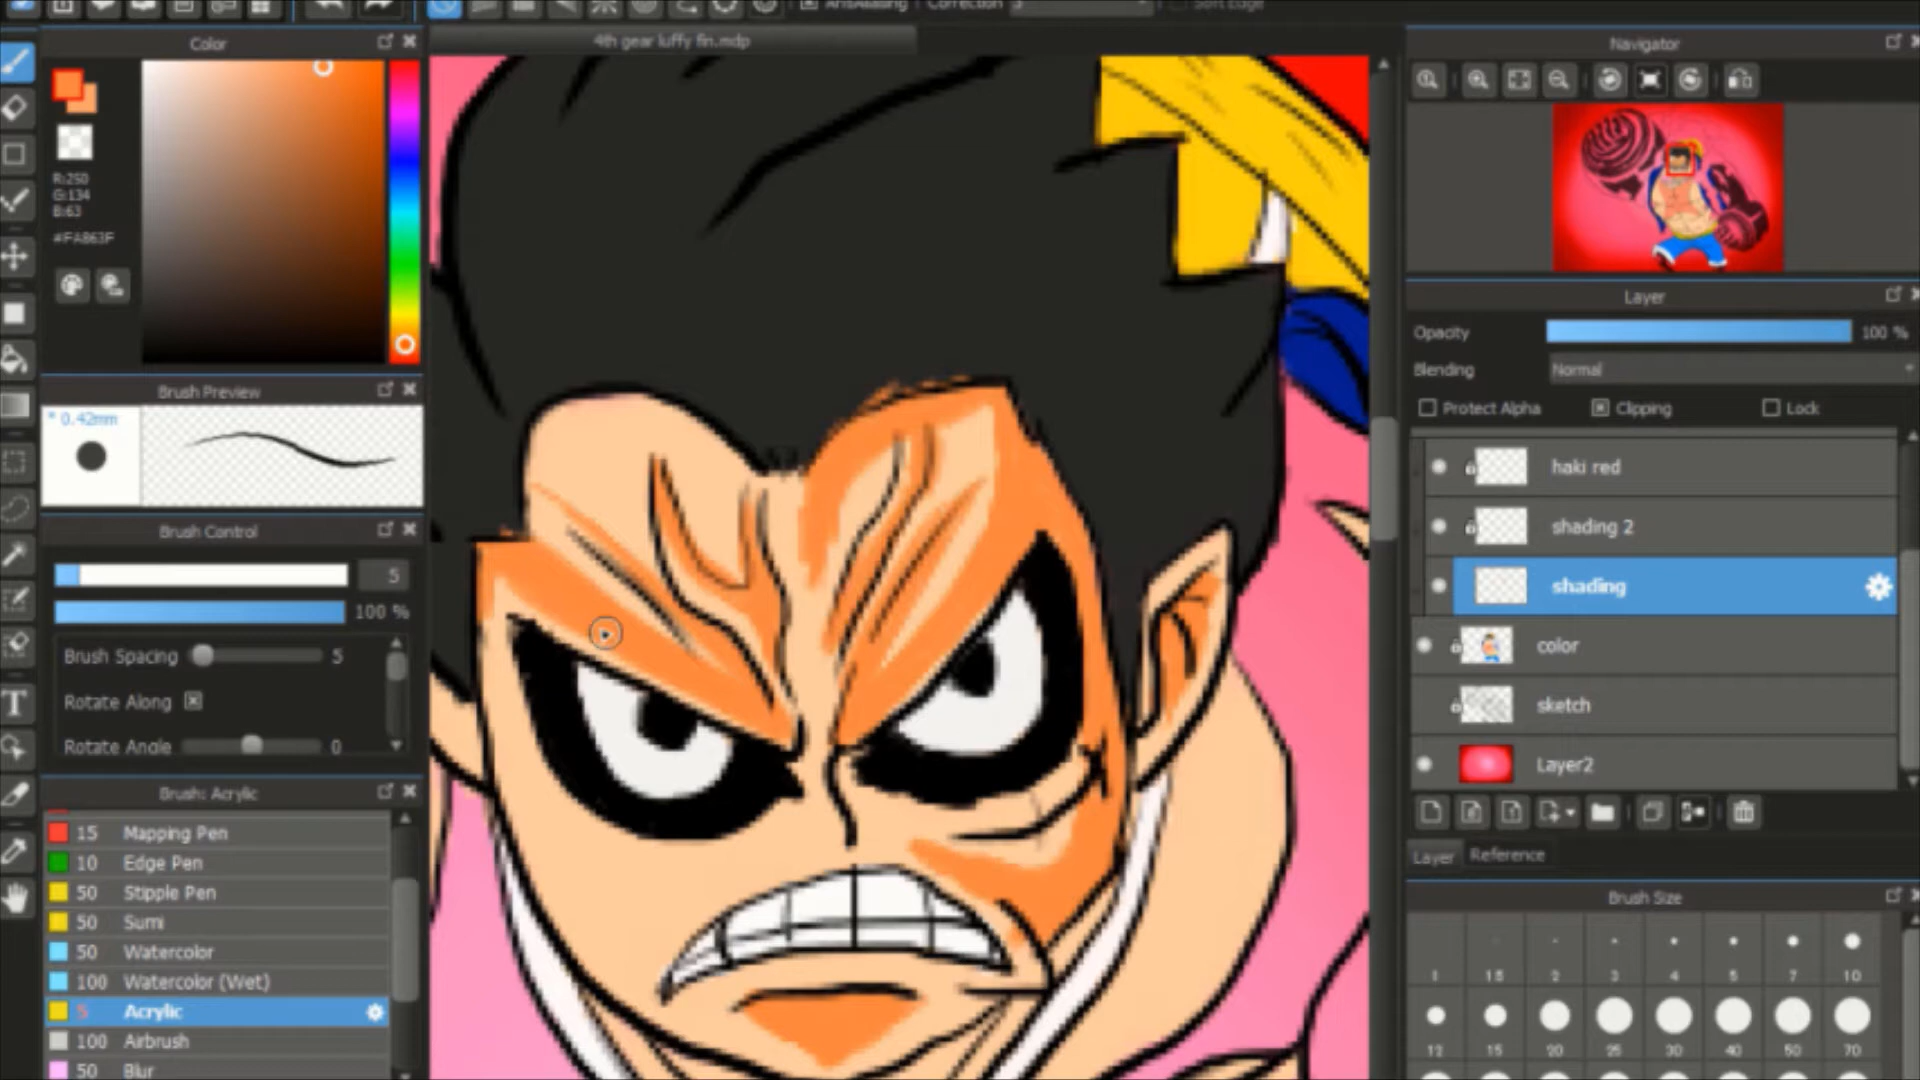 AntiAliasing Correction Soft Edge
4th gear luffy fin.mdp
Color
R:250
G:134
B:63
#FA863F
Brush Preview
* 0.42mm
Brush Control
5
100 %
Brush Spacing 5
Rotate Along
Rotate Angle 0
Brush: Acrylic
15 Mapping Pen
10 Edge Pen
50 Stipple Pen
50 Sumi
50 Watercolor
100 Watercolor (Wet)
5 Acrylic
100 Airbrush
50 Blur
Navigator
Layer
Opacity 100 %
Blending Normal
Protect Alpha Clipping Lock
haki red
shading 2
shading
color
sketch
Layer2
Layer Reference
Brush Size
1 1.5 2 3 4 5 7 10
12 15 20 25 30 40 50 70